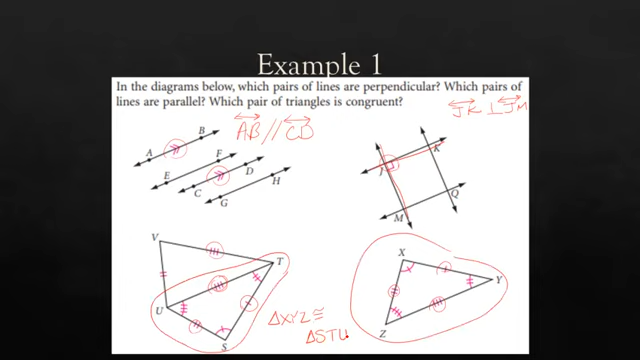 Example 1
In the diagrams below, which pairs of lines are perpendicular? Which pairs of
lines are parallel? Which pair of triangles is congruent?
AB // CD
JK ⊥ JM
B
A
F
E
D
C
H
G
K
J
Q
M
V
T
U
S
X
Y
Z
ΔXYZ ≅
ΔSTU